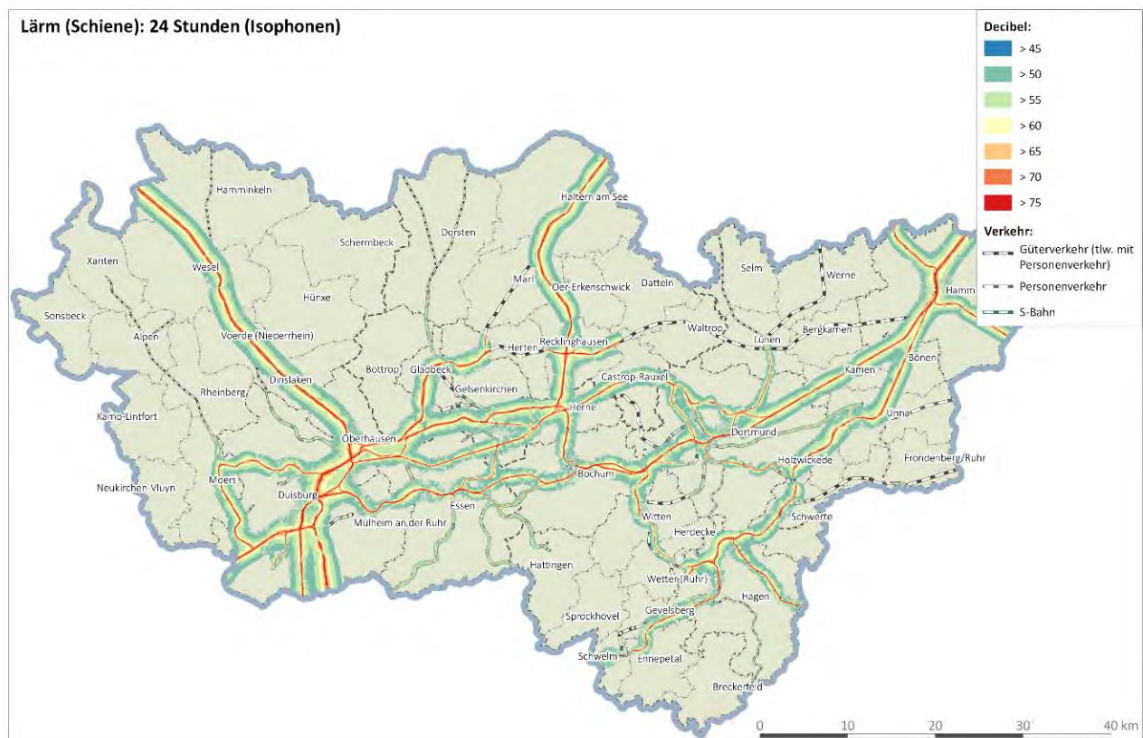 Lärm (Schiene): 24 Stunden (Isophonen)
Decibel:
> 45
> 50
> 55
> 60
> 65
> 70
> 75
Verkehr:
Güterverkehr (tlw. mit
Personenverkehr)
Personenverkehr
S-Bahn
Hamminkeln
Haltern am See
Dorsten
Schermbeck
Selm
Werne
Xanten
Wesel
Marl
Oer-Erkenschwick
Datteln
Hamm
Sonsbeck
Hünxe
Alpen
Voerde (Niederrhein)
Waltrop
Bergkamen
Lünen
Herten
Recklinghausen
Bönen
Bottrop
Gladbeck
Kamen
Dinslaken
Castrop-Rauxel
Rheinberg
Gelsenkirchen
Herne
Kamp-Lintfort
Unna
Oberhausen
Dortmund
Holzwickede
Fröndenberg/Ruhr
Neukirchen-Vluyn
Moers
Bochum
Duisburg
Essen
Mülheim an der Ruhr
Witten
Schwerte
Herdecke
Hattingen
Wetter (Ruhr)
Hagen
Gevelsberg
Sprockhövel
Schwelm
Ennepetal
Breckerfeld
0 10 20 30 40 km